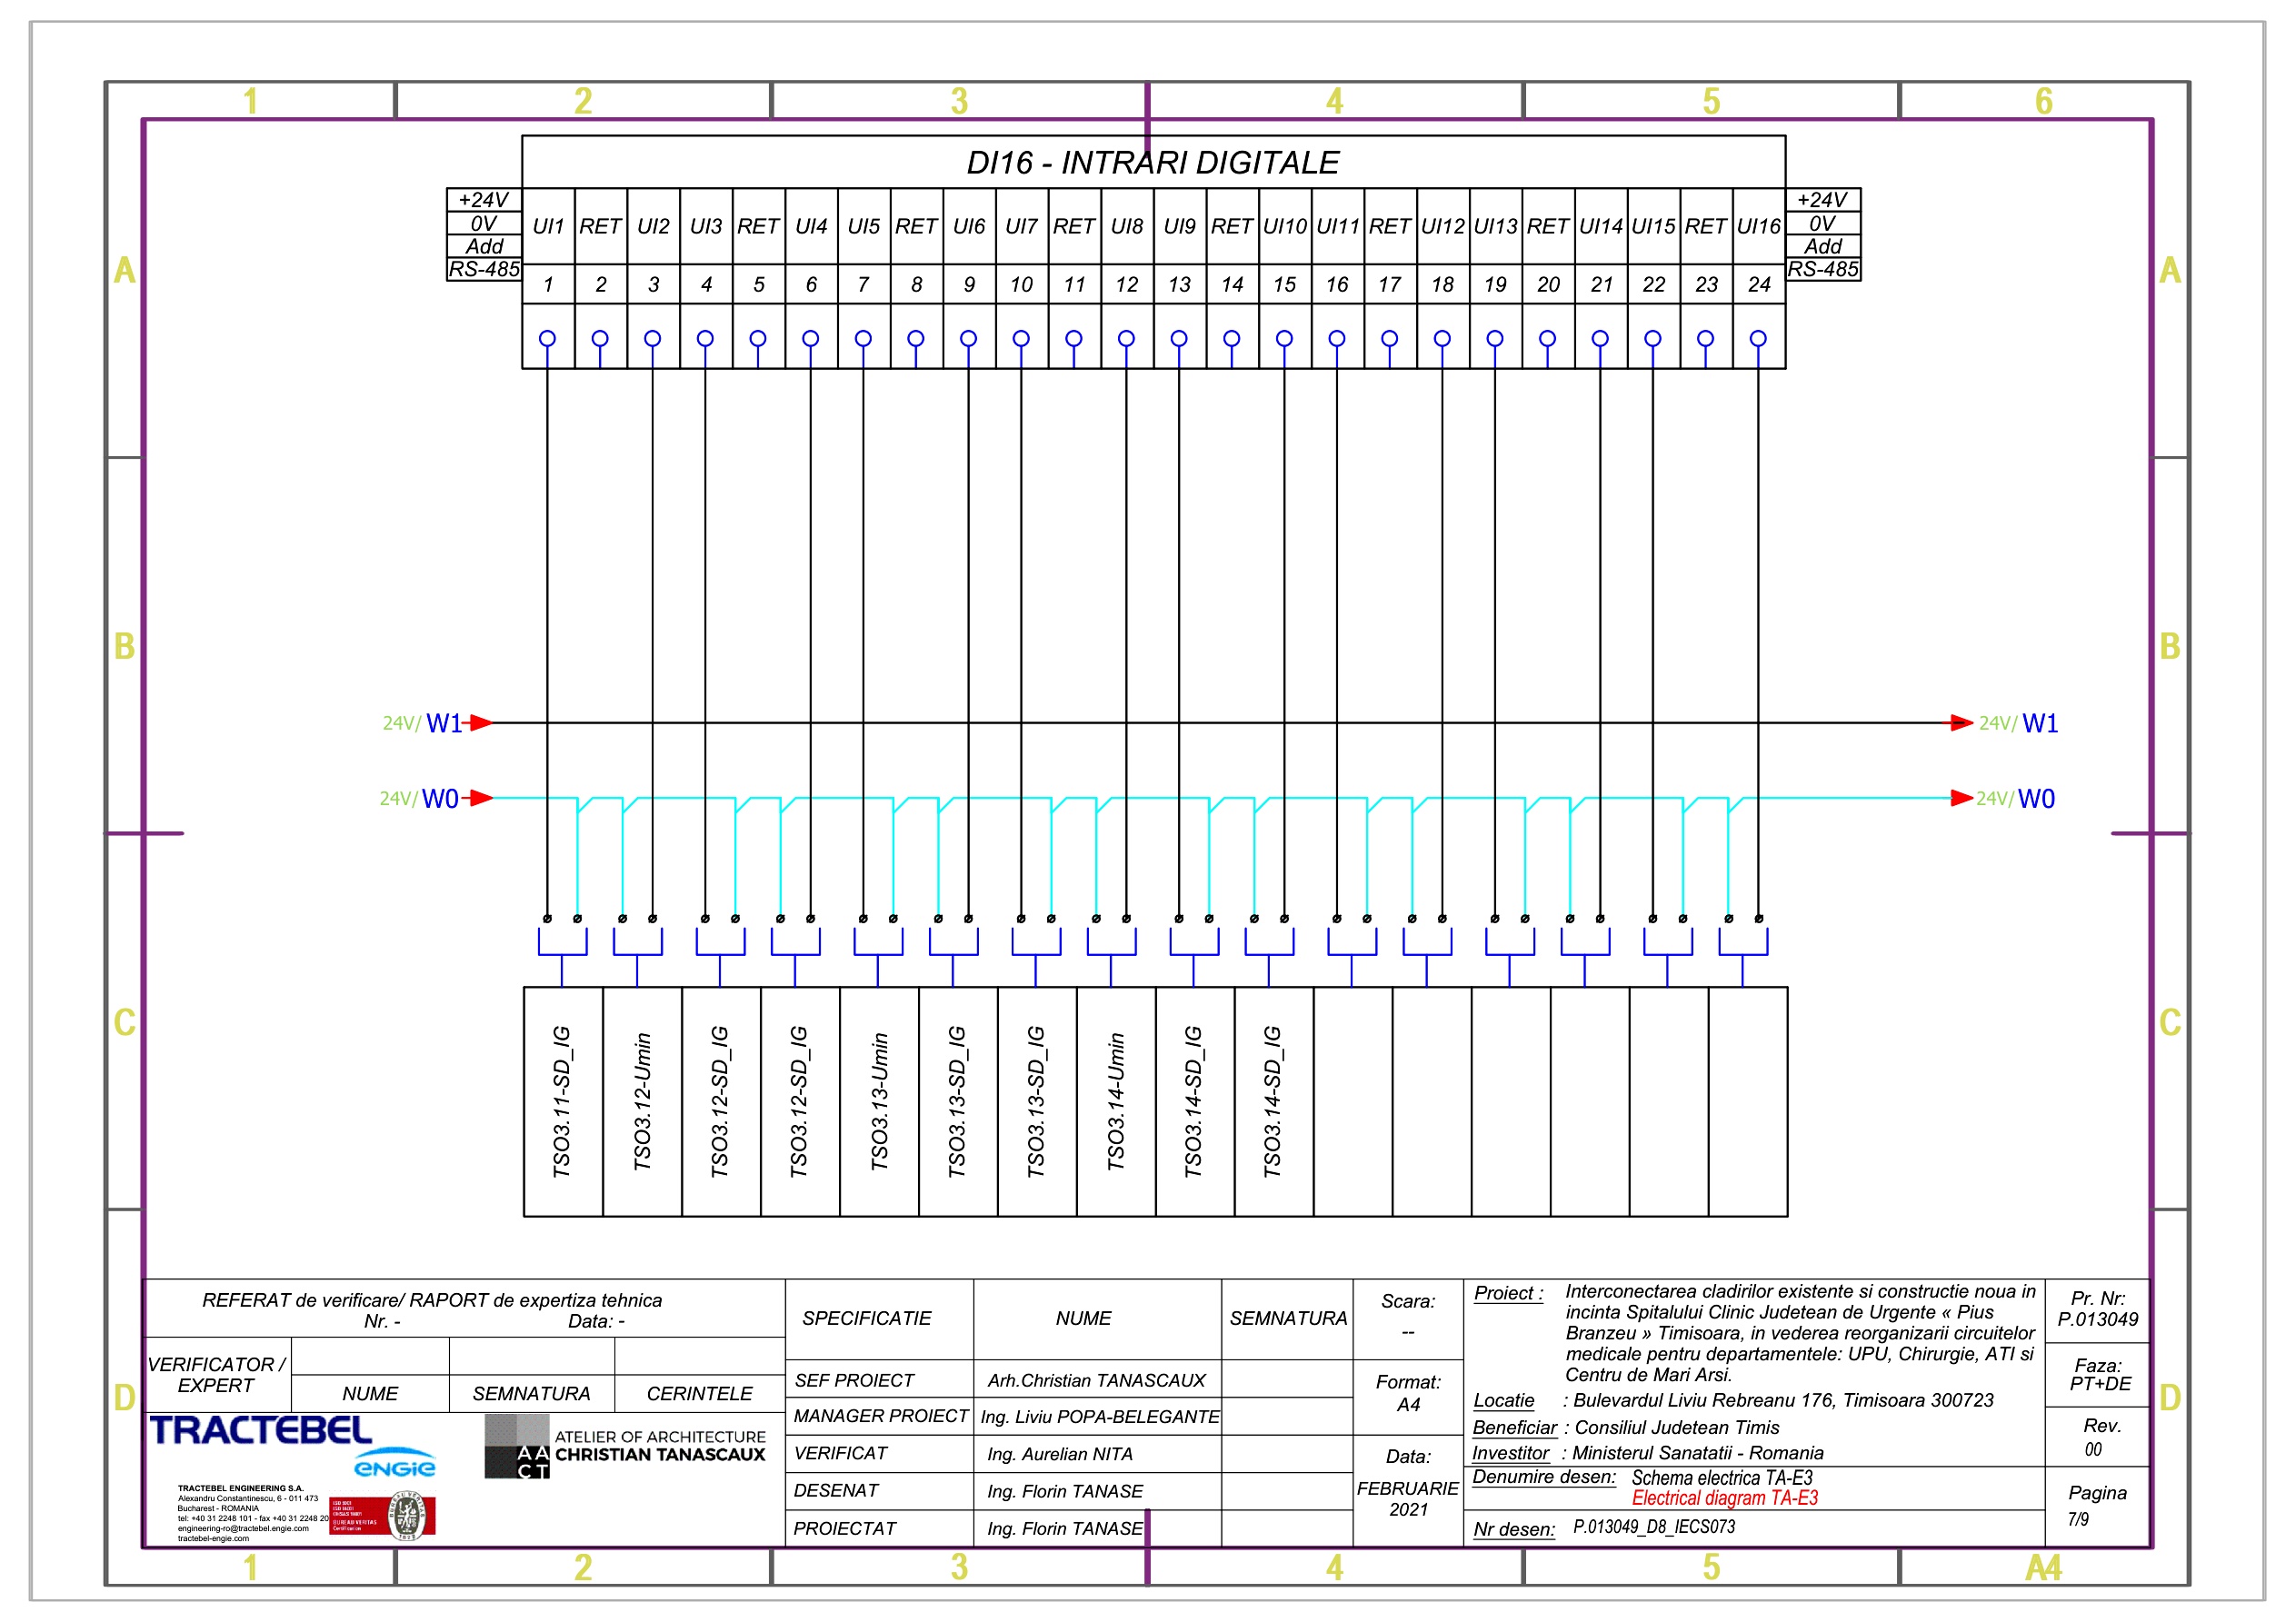 1 2 3 4 5 6
DI16 - INTRARI DIGITALE
+24V
0V
Add
RS-485
UI1 RET UI2 UI3 RET UI4 UI5 RET UI6 UI7 RET UI8 UI9 RET UI10 UI11 RET UI12 UI13 RET UI14 UI15 RET UI16
1 2 3 4 5 6 7 8 9 10 11 12 13 14 15 16 17 18 19 20 21 22 23 24
+24V
0V
Add
RS-485
A A
B B
24V/ W1 24V/ W1
24V/ W0 24V/ W0
C C
TSO3.11-SD_IG
TSO3.12-Umin
TSO3.12-SD_IG
TSO3.12-SD_IG
TSO3.13-Umin
TSO3.13-SD_IG
TSO3.13-SD_IG
TSO3.14-Umin
TSO3.14-SD_IG
TSO3.14-SD_IG
D D
REFERAT de verificare/ RAPORT de expertiza tehnica
Nr. - Data: -
VERIFICATOR /
EXPERT
NUME SEMNATURA CERINTELE
TRACTEBEL
ENGIE
AACT
ATELIER OF ARCHITECTURE
CHRISTIAN TANASCAUX
TRACTEBEL ENGINEERING S.A.
Alexandru Constantinescu, 6 - 011 473
Bucharest - ROMANIA
tel: +40 31 2248 101 - fax +40 31 2248 20
engineering-ro@tractebel.engie.com
tractebel-engie.com
BUREAU VERITAS
Certification
1828
SPECIFICATIE NUME SEMNATURA
SEF PROIECT Arh.Christian TANASCAUX
MANAGER PROIECT Ing. Liviu POPA-BELEGANTE
VERIFICAT Ing. Aurelian NITA
DESENAT Ing. Florin TANASE
PROIECTAT Ing. Florin TANASE
Scara:
--
Format:
A4
Data:
FEBRUARIE
2021
Proiect : Interconectarea cladirilor existente si constructie noua in
incinta Spitalului Clinic Judetean de Urgente « Pius
Branzeu » Timisoara, in vederea reorganizarii circuitelor
medicale pentru departamentele: UPU, Chirurgie, ATI si
Centru de Mari Arsi.
Locatie : Bulevardul Liviu Rebreanu 176, Timisoara 300723
Beneficiar : Consiliul Judetean Timis
Investitor : Ministerul Sanatatii - Romania
Denumire desen: Schema electrica TA-E3
Electrical diagram TA-E3
Nr desen: P.013049_D8_IECS073
Pr. Nr:
P.013049
Faza:
PT+DE
Rev.
00
Pagina
7/9
1 2 3 4 5 A4